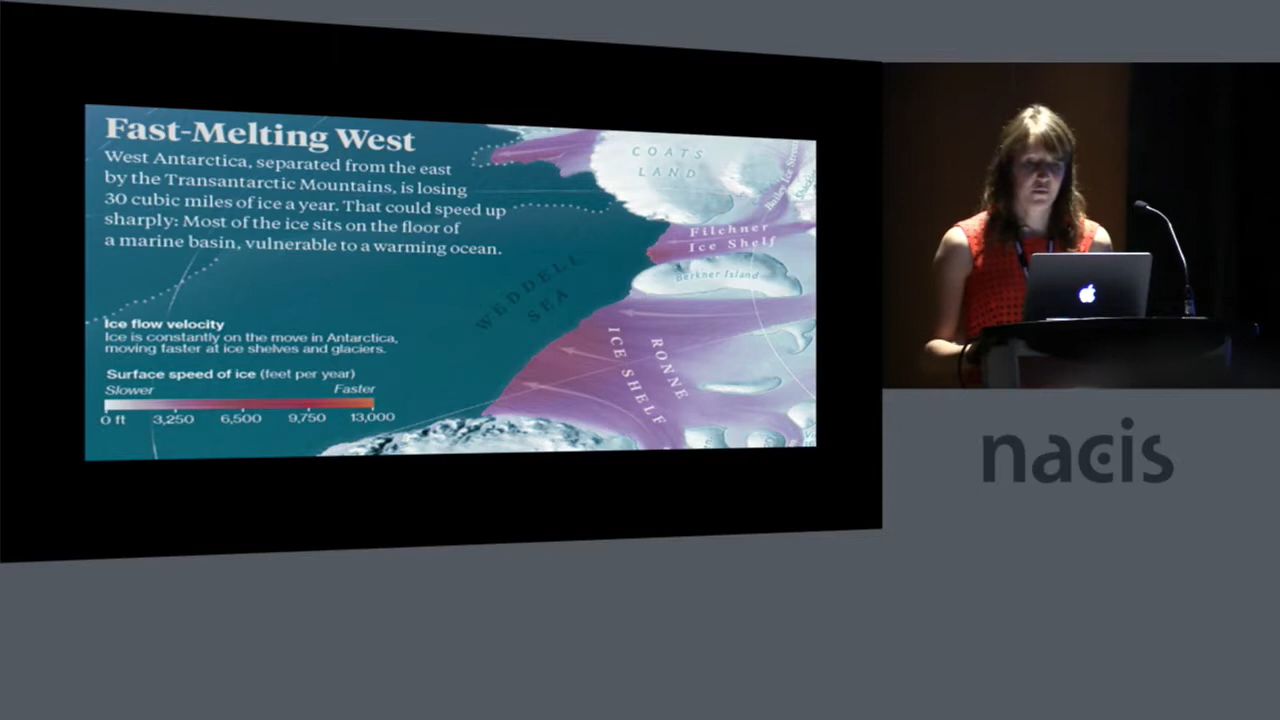 Fast-Melting West
West Antarctica, separated from the east
by the Transantarctic Mountains, is losing
30 cubic miles of ice a year. That could speed up
sharply: Most of the ice sits on the floor of
a marine basin, vulnerable to a warming ocean.
COATS
LAND
Bailey Ice Stream
Filchner
Ice Shelf
Berkner Island
WEDDELL
SEA
RONNE
ICE SHELF
Ice flow velocity
Ice is constantly on the move in Antarctica,
moving faster at ice shelves and glaciers.
Surface speed of ice (feet per year)
Slower Faster
0 ft 3,250 6,500 9,750 13,000
nacis